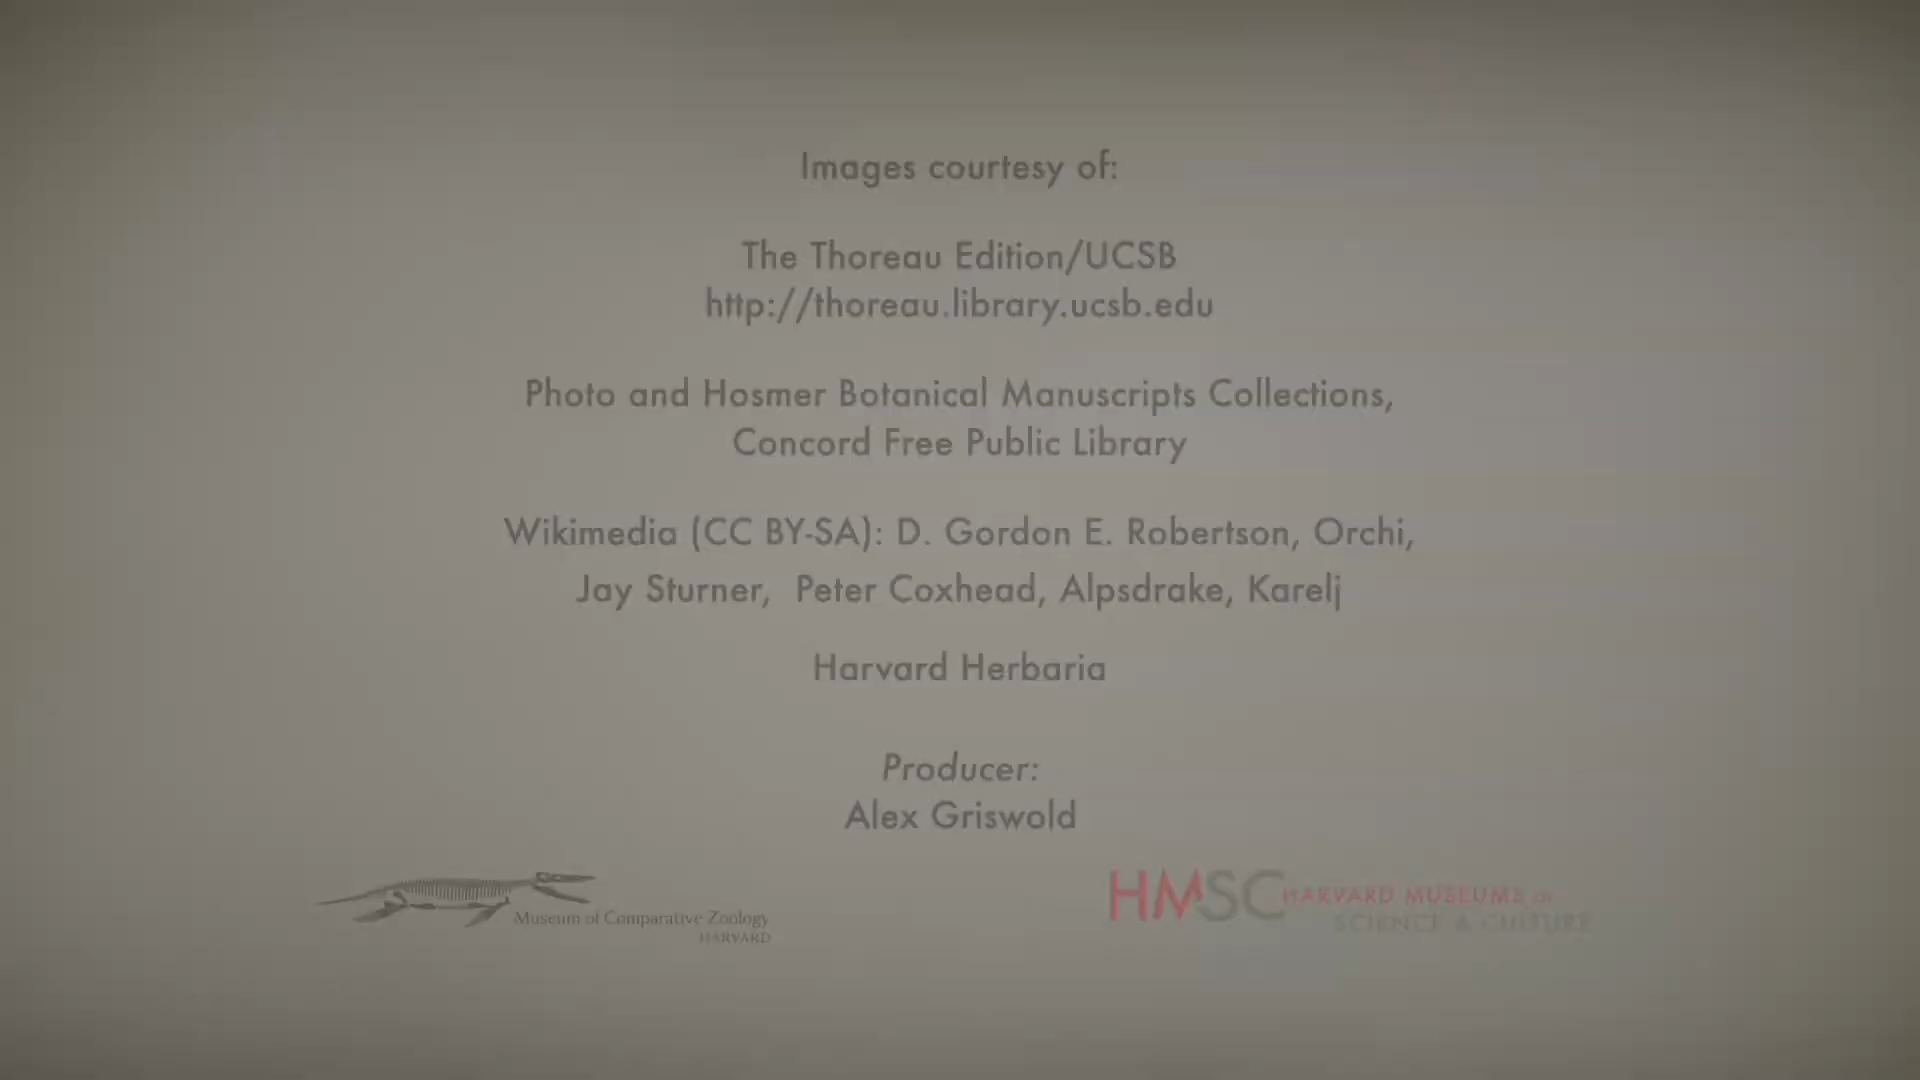 Images courtesy of:
The Thoreau Edition/UCSB
http://thoreau.library.ucsb.edu
Photo and Hosmer Botanical Manuscripts Collections,
Concord Free Public Library
Wikimedia (CC BY-SA): D. Gordon E. Robertson, Orchi,
Jay Sturner, Peter Coxhead, Alpsdrake, Karelj
Harvard Herbaria
Producer:
Alex Griswold
Museum of Comparative Zoology
HARVARD
HMSC HARVARD MUSEUMS OF
SCIENCE & CULTURE